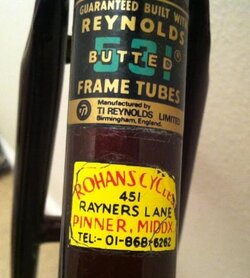 GUARANTEED BUILT WITH
REYNOLDS
531®
BUTTED
FRAME TUBES
Manufactured by
TI REYNOLDS LIMITED
Birmingham, England.
ROHANS CYCLES
451
RAYNERS LANE
PINNER, MIDDX
TEL:- 01-868-6262